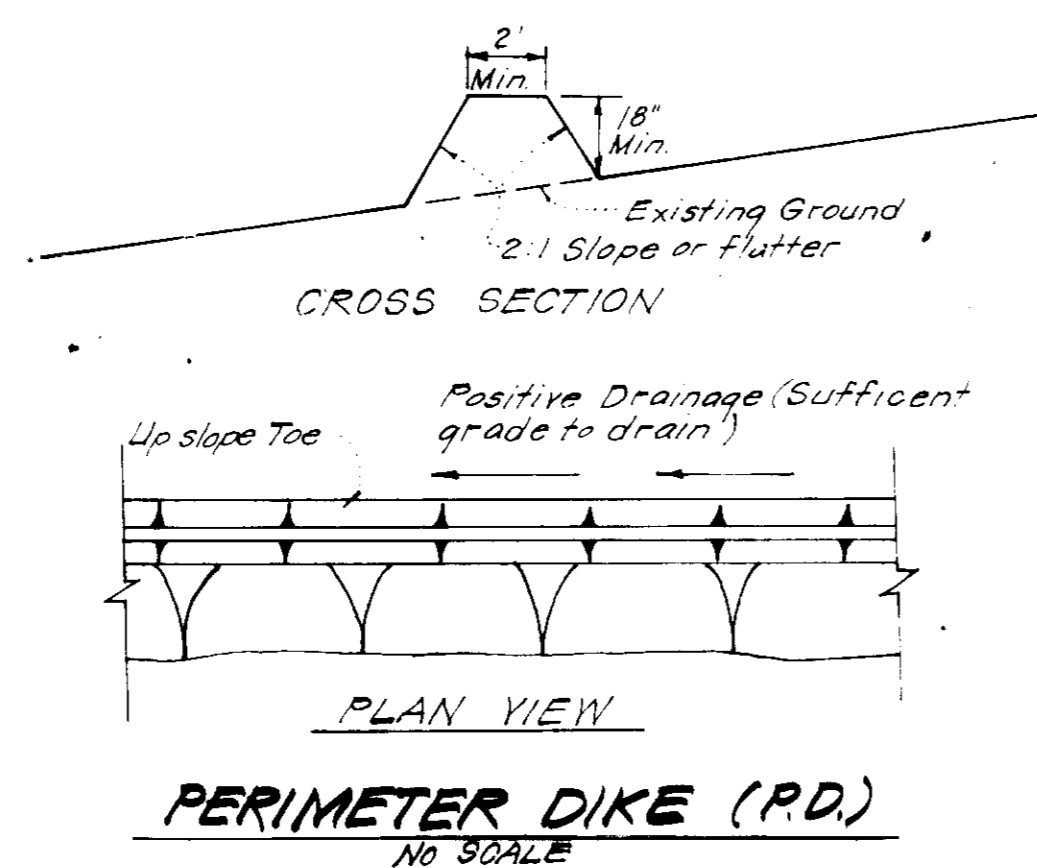 2'
Min.
18"
Min.
Existing Ground
2:1 Slope or flutter
CROSS SECTION
Positive Drainage (Sufficent
grade to drain)
Up slope Toe
PLAN VIEW
PERIMETER DIKE (P.D.)
NO SCALE